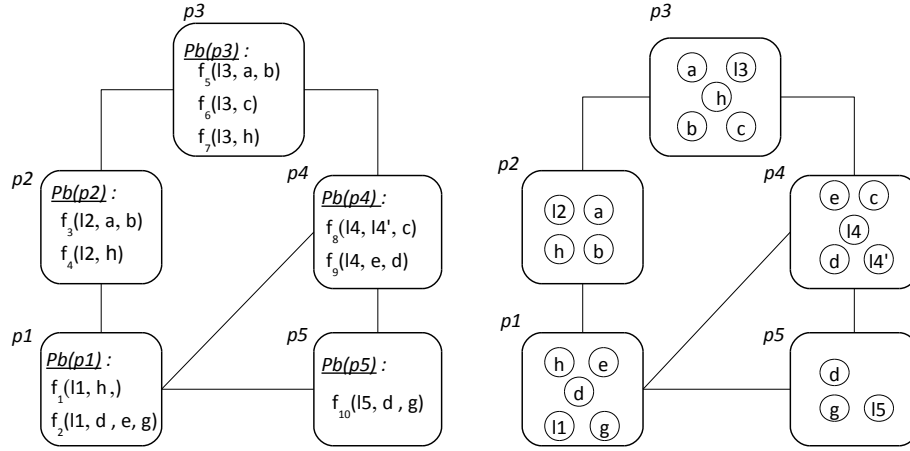 p3
Pb(p3) :
f5(l3, a, b)
f6(l3, c)
f7(l3, h)
p2
Pb(p2) :
f3(l2, a, b)
f4(l2, h)
p4
Pb(p4) :
f8(l4, l4', c)
f9(l4, e, d)
p1
Pb(p1) :
f1(l1, h ,)
f2(l1, d , e, g)
p5
Pb(p5) :
f10(l5, d , g)
p3
a l3
h
b c
p2
l2 a
h b
p4
e c
l4
d l4'
p1
h e
d
l1 g
p5
d
g l5